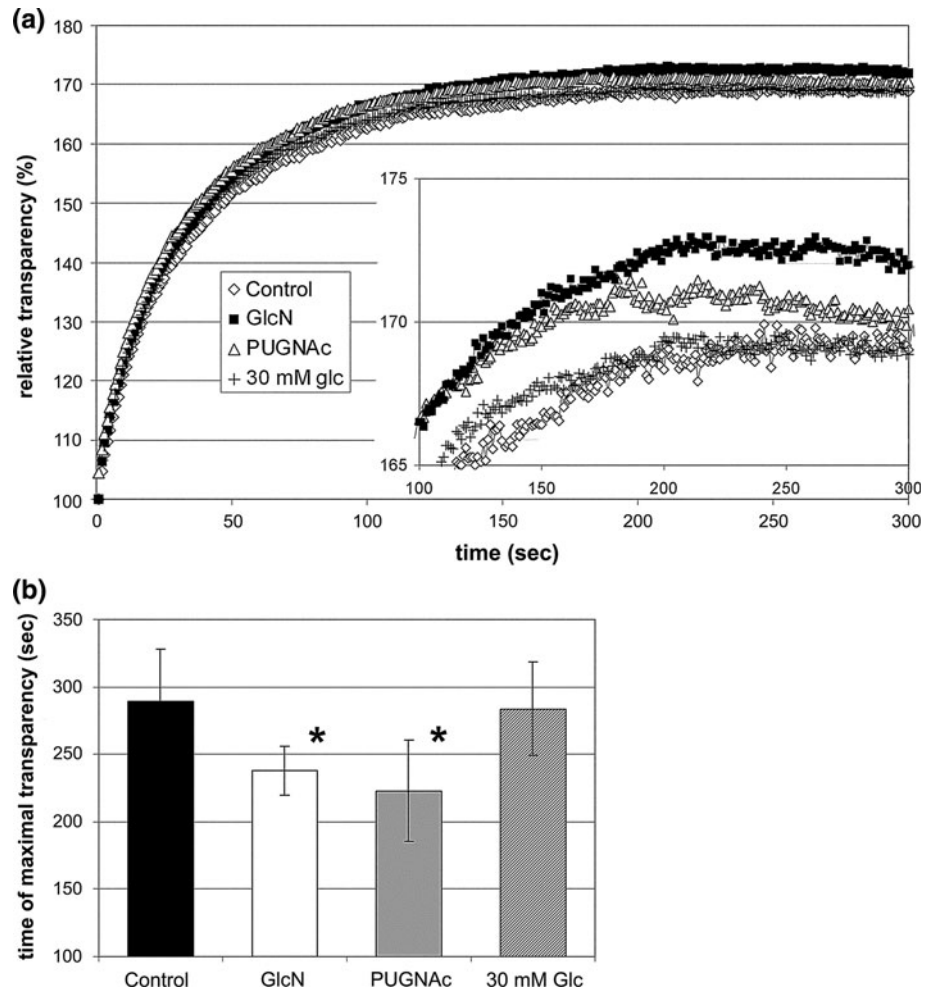 (a)
180
170
160
150
140
130
120
110
100
relative transparency (%)
Control
GlcN
PUGNAc
30 mM glc
175
170
165
100 150 200 250 300
0 50 100 150 200 250 300
time (sec)
(b)
350
300
250
200
150
100
time of maximal transparency (sec)
* *
Control GlcN PUGNAc 30 mM Glc